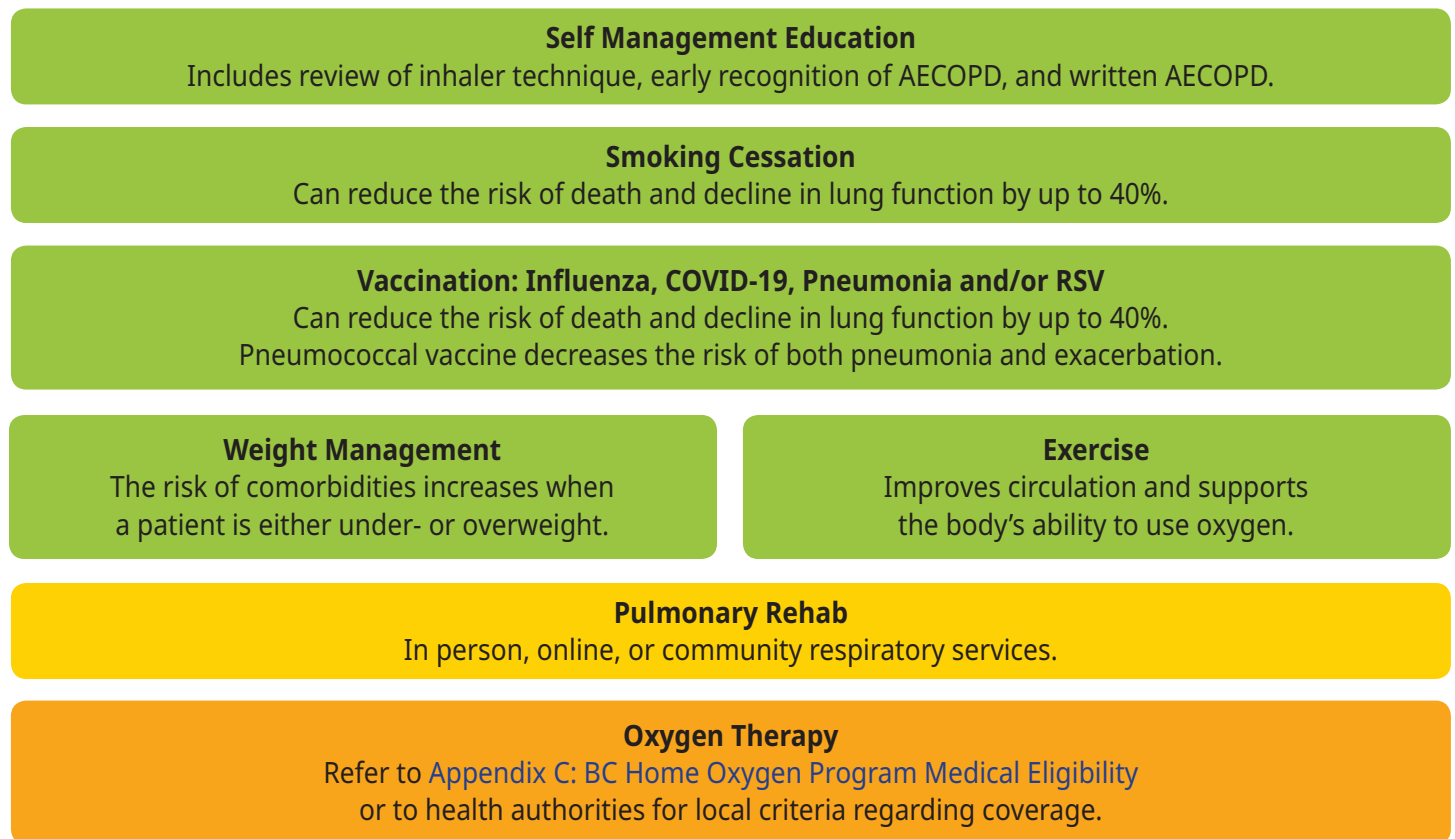 Self Management Education
Includes review of inhaler technique, early recognition of AECOPD, and written AECOPD.
Smoking Cessation
Can reduce the risk of death and decline in lung function by up to 40%.
Vaccination: Influenza, COVID-19, Pneumonia and/or RSV
Can reduce the risk of death and decline in lung function by up to 40%.
Pneumococcal vaccine decreases the risk of both pneumonia and exacerbation.
Weight Management
The risk of comorbidities increases when
a patient is either under- or overweight.
Exercise
Improves circulation and supports
the body’s ability to use oxygen.
Pulmonary Rehab
In person, online, or community respiratory services.
Oxygen Therapy
Refer to Appendix C: BC Home Oxygen Program Medical Eligibility
or to health authorities for local criteria regarding coverage.